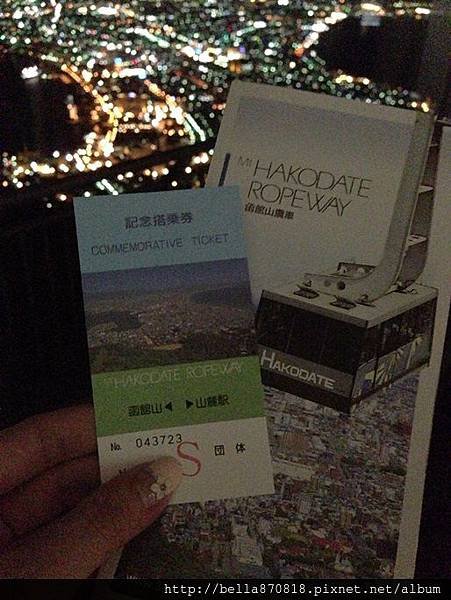 Mt. HAKODATE
ROPEWAY
函館山纜車
HAKODATE
記念搭乗券
COMMEMORATIVE TICKET
Mt HAKODATE ROPEWAY
函館山◀ ▶山麓駅
No. 043723
S 団体
http://bella870818.pixnet.net/album